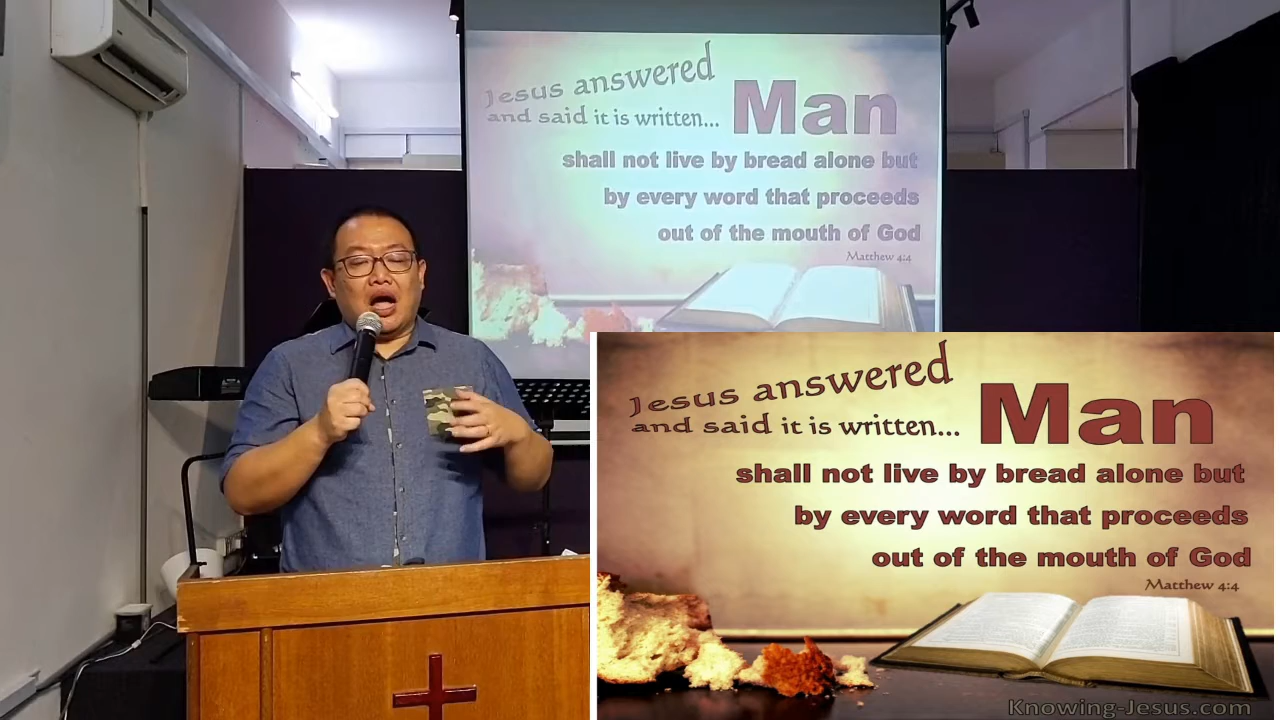 Jesus answered
and said it is written... Man
shall not live by bread alone but
by every word that proceeds
out of the mouth of God
Matthew 4:4
Jesus answered
and said it is written... Man
shall not live by bread alone but
by every word that proceeds
out of the mouth of God
Matthew 4:4
Knowing-Jesus.com